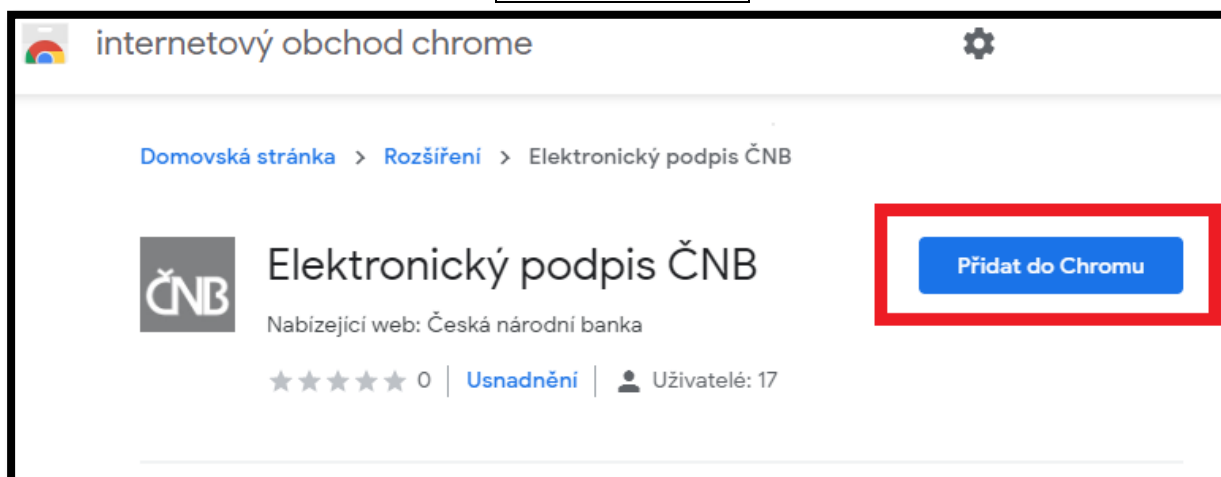 internetový obchod chrome
Domovská stránka > Rozšíření > Elektronický podpis ČNB
ČNB
Elektronický podpis ČNB
Přidat do Chromu
Nabízející web: Česká národní banka
0 | Usnadnění | Uživatelé: 17